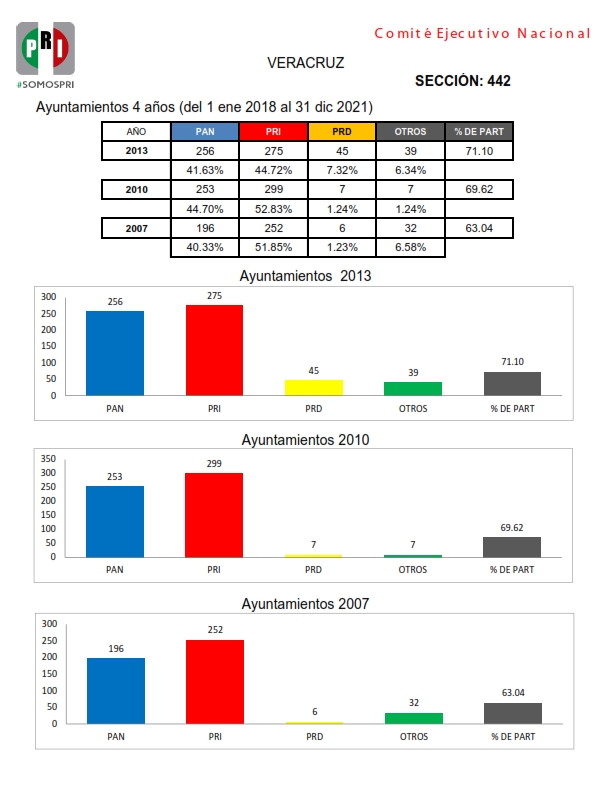 Comité Ejecutivo Nacional
PRI
#SOMOSPRI
VERACRUZ
SECCIÓN: 442
Ayuntamientos 4 años (del 1 ene 2018 al 31 dic 2021)
AÑO PAN PRI PRD OTROS % DE PART
2013 256 275 45 39 71.10
41.63% 44.72% 7.32% 6.34%
2010 253 299 7 7 69.62
44.70% 52.83% 1.24% 1.24%
2007 196 252 6 32 63.04
40.33% 51.85% 1.23% 6.58%
Ayuntamientos 2013
300
250
200
150
100
50
0
256 275 45 39 71.10
PAN PRI PRD OTROS % DE PART
Ayuntamientos 2010
350
300
250
200
150
100
50
0
253 299 7 7 69.62
PAN PRI PRD OTROS % DE PART
Ayuntamientos 2007
300
250
200
150
100
50
0
196 252 6 32 63.04
PAN PRI PRD OTROS % DE PART